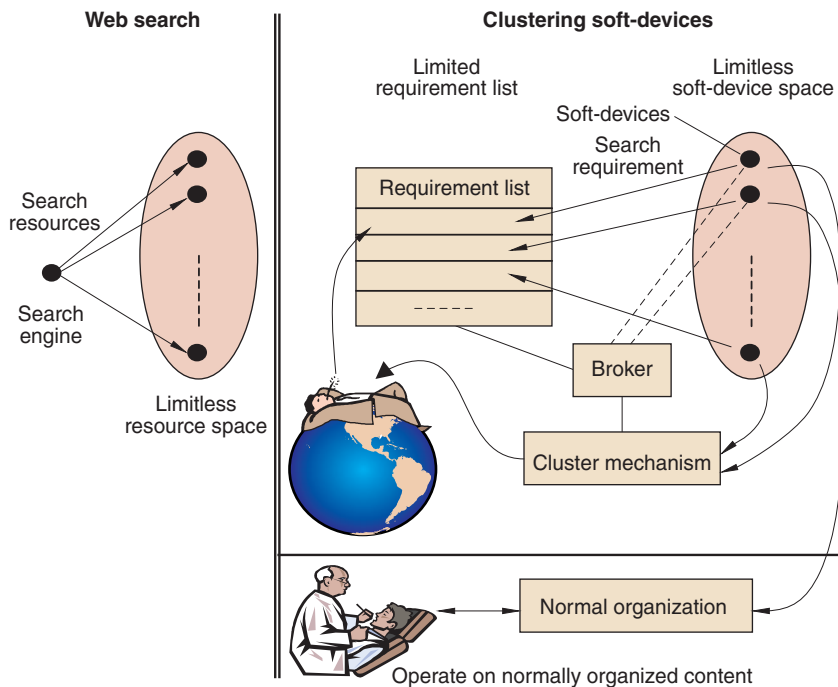 Web search
Search
resources
Search
engine
Limitless
resource space
Clustering soft-devices
Limited
requirement list
Limitless
soft-device space
Soft-devices
Search
requirement
Requirement list
Broker
Cluster mechanism
Normal organization
Operate on normally organized content